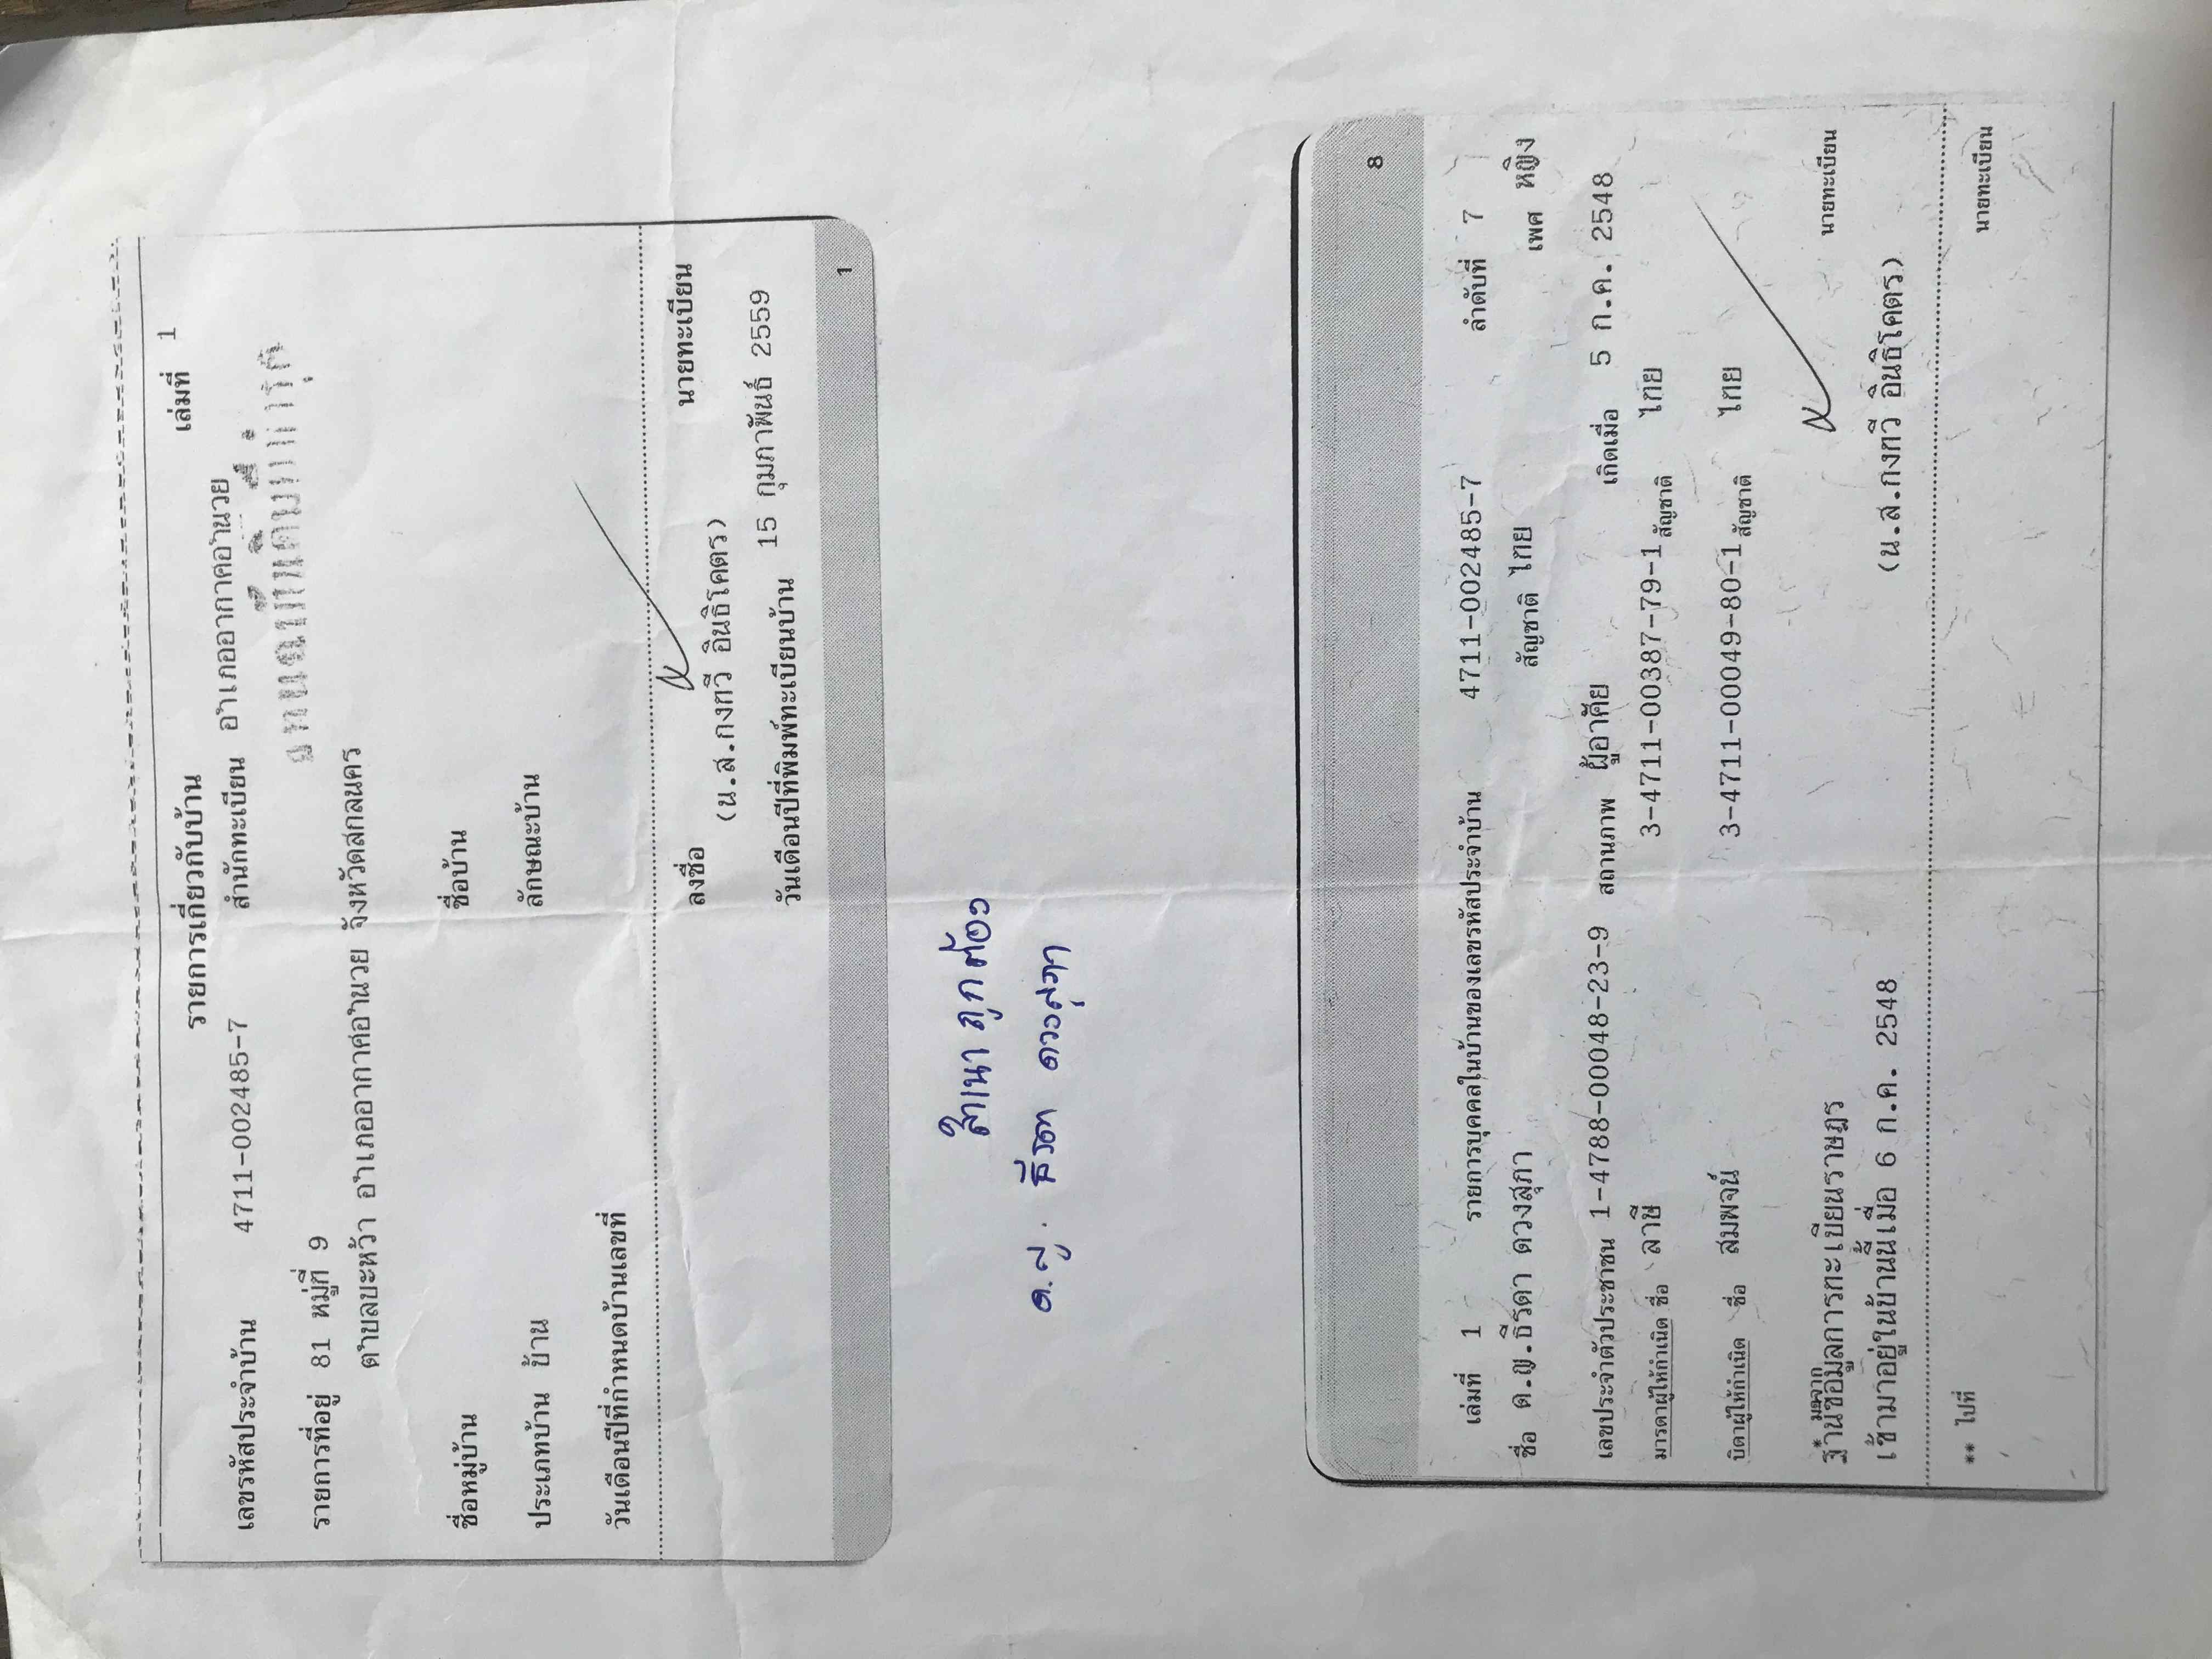 รายการเกี่ยวกับบ้าน เล่มที่ 1
เลขรหัสประจำบ้าน 4711-002485-7 สำนักทะเบียน อำเภออากาศอำนวย
รายการที่อยู่ 81 หมู่ที่ 9
ตำบลบะหว้า อำเภออากาศอำนวย จังหวัดสกลนคร
ชื่อหมู่บ้าน ชื่อบ้าน
ประเภทบ้าน บ้าน ลักษณะบ้าน
วันเดือนปีที่กำหนดบ้านเลขที่
ลงชื่อ นายทะเบียน
(น.ส.กงกวี อินธิโคตร)
วันเดือนปีที่พิมพ์ทะเบียนบ้าน 15 กุมภาพันธ์ 2559
1
สำเนาถูกต้อง
ด.ญ. ธิรดา ดวงสุภา
8
เล่มที่ 1 รายการบุคคลในบ้านของเลขรหัสประจำบ้าน 4711-002485-7 ลำดับที่ 7
ชื่อ ด.ญ.ธิรดา ดวงสุภา สัญชาติ ไทย เพศ หญิง
เลขประจำตัวประชาชน 1-4788-00048-23-9 สถานภาพ ผู้อาศัย เกิดเมื่อ 5 ก.ค. 2548
มารดาผู้ให้กำเนิด ชื่อ ลาษี 3-4711-00387-79-1 สัญชาติ ไทย
บิดาผู้ให้กำเนิด ชื่อ สมพจน์ 3-4711-00049-80-1 สัญชาติ ไทย
* มาจาก
ฐานข้อมูลการทะเบียนราษฎร
นายทะเบียน
เข้ามาอยู่ในบ้านนี้เมื่อ 6 ก.ค. 2548 (น.ส.กงกวี อินธิโคตร)
** ไปที่
นายทะเบียน